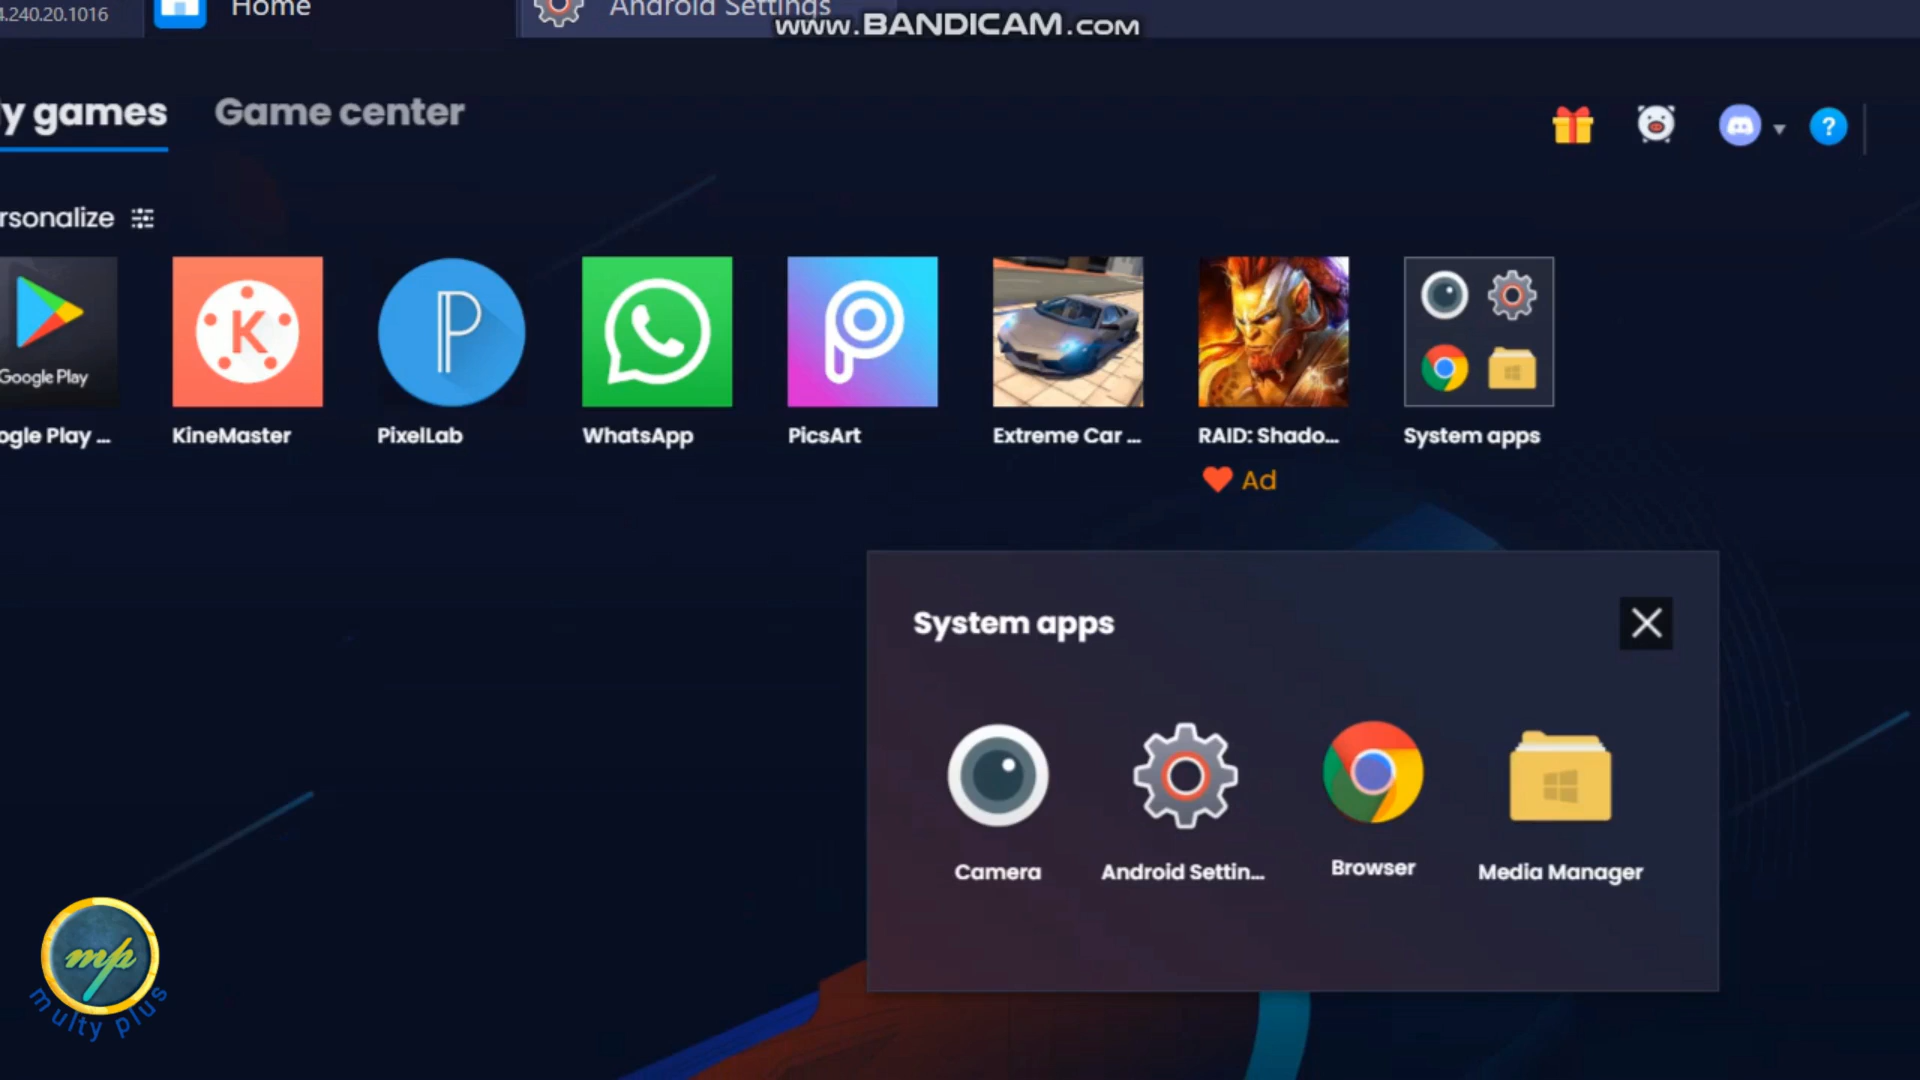 4.240.20.1016
Home
Android Settings
www.BANDICAM.com
y games
Game center
rsonalize
Google Play
ogle Play ...
K
KineMaster
P
PixelLab
WhatsApp
PicsArt
Extreme Car ...
RAID: Shado...
Ad
System apps
?
System apps
Camera
Android Settin...
Browser
Media Manager
mp
multy plus